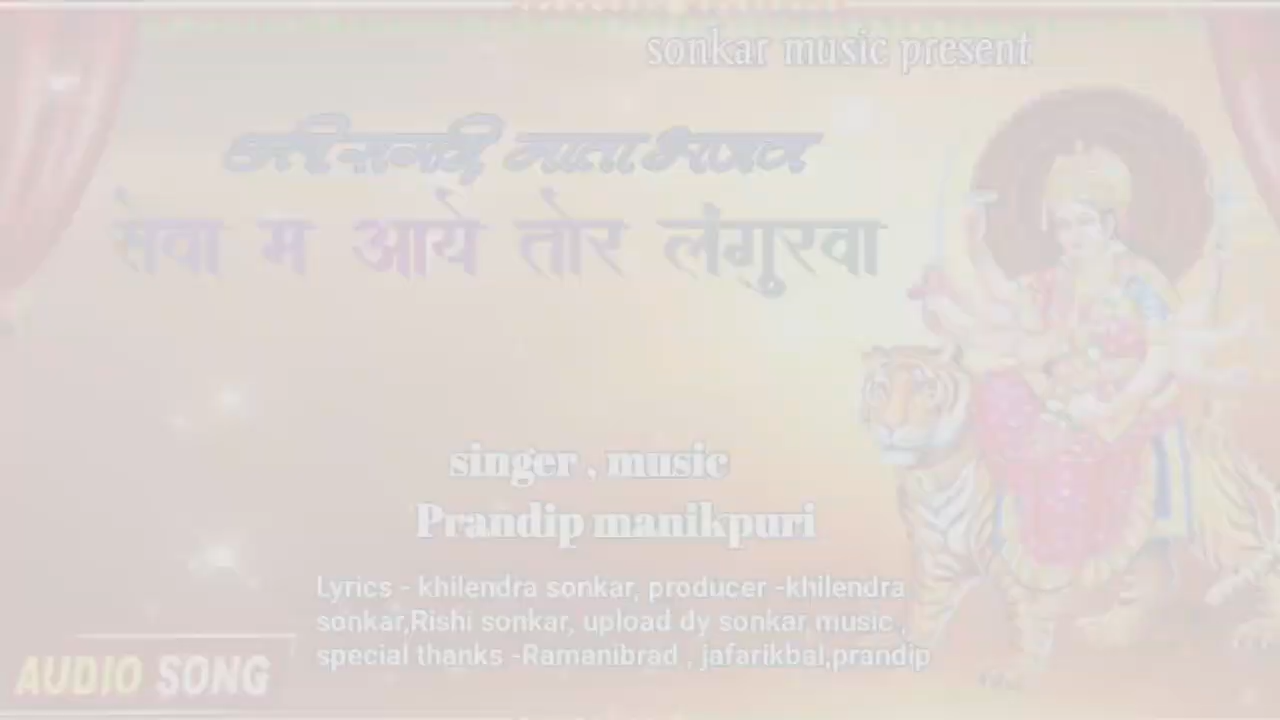 sonkar music present
माता भजन
सेवा म आये तोर लंगुरवा
singer . music
Prandip manikpuri
Lyrics - khilendra sonkar, producer -khilendra
sonkar,Rishi sonkar, upload dy sonkar music ,
special thanks -Ramanibrad , jafarikbal,prandip
AUDIO SONG